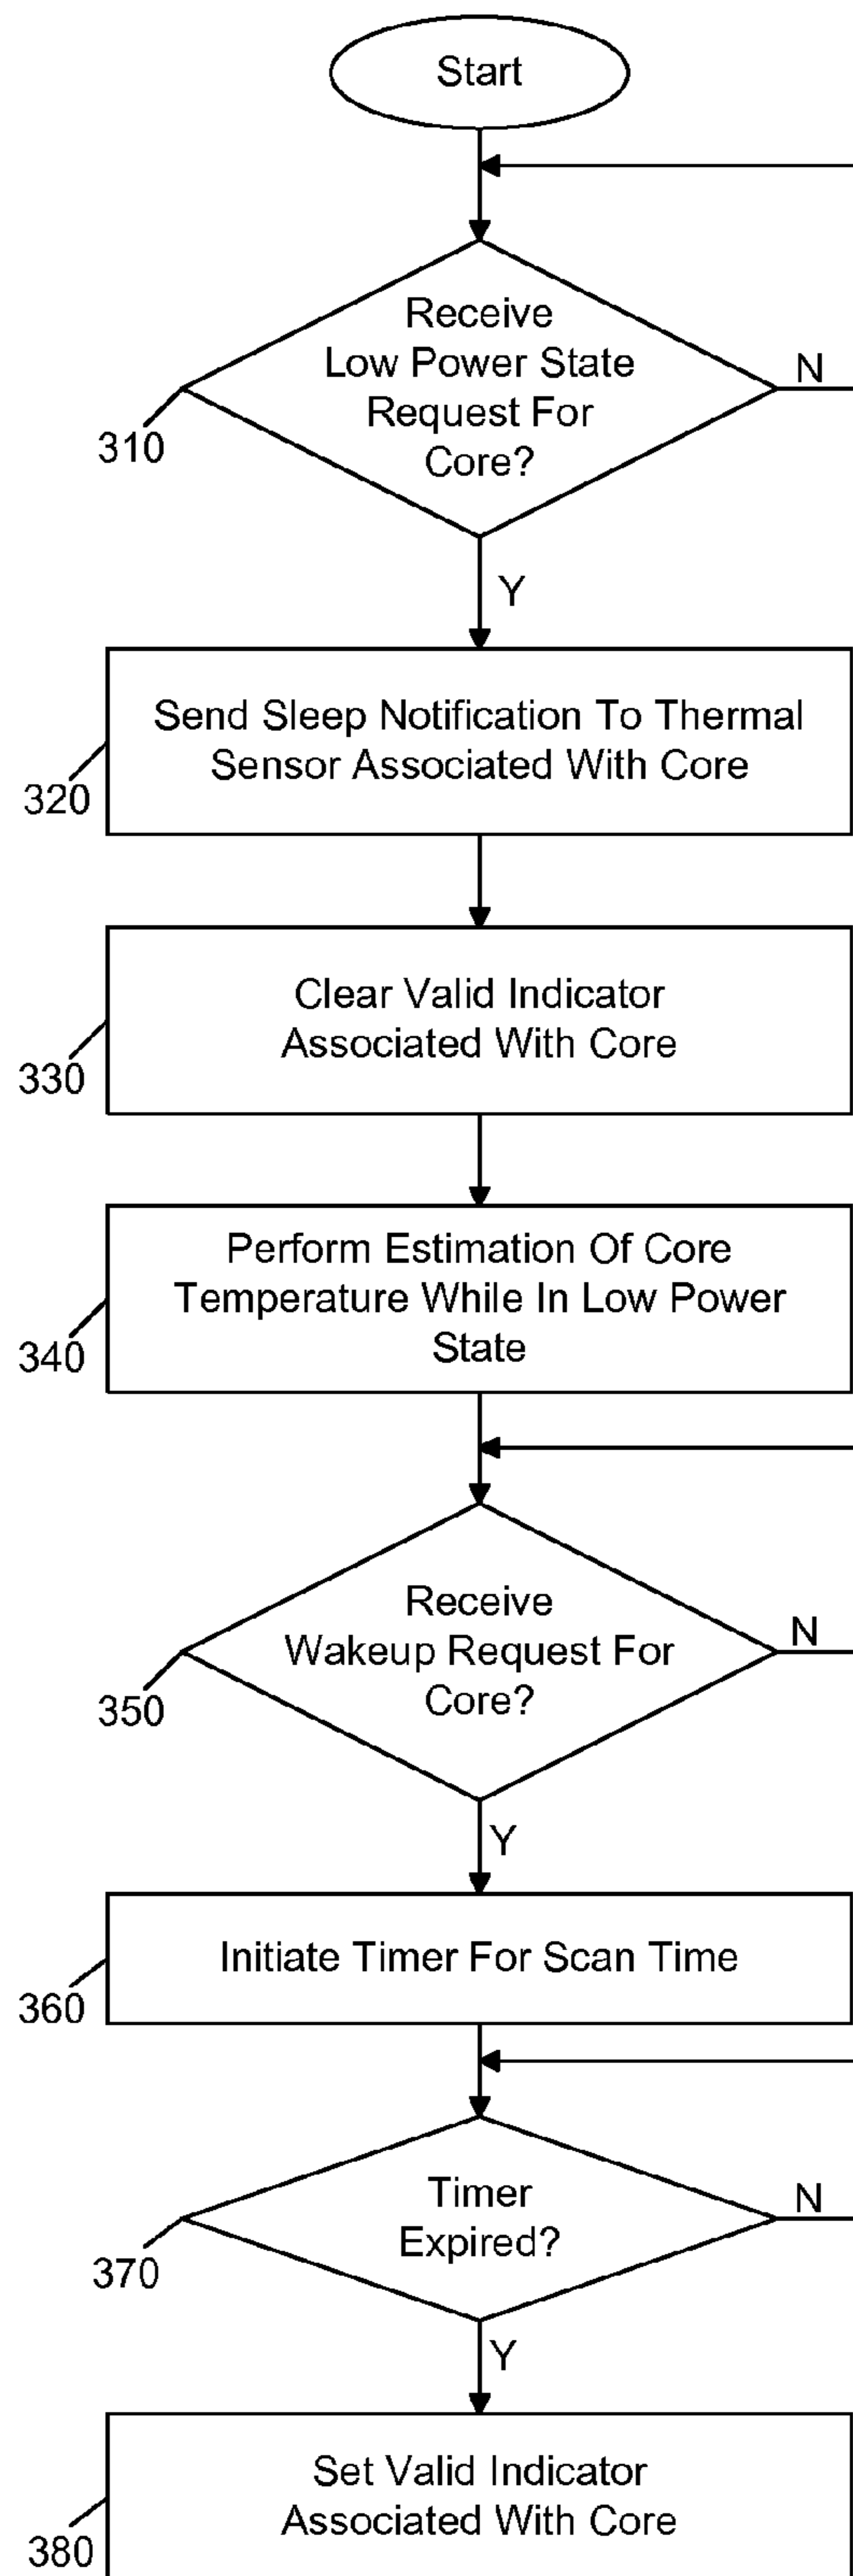 Start
Receive
Low Power State
Request For
Core?
N
310
Y
Send Sleep Notification To Thermal
Sensor Associated With Core
320
Clear Valid Indicator
Associated With Core
330
Perform Estimation Of Core
Temperature While In Low Power
State
340
Receive
Wakeup Request For
Core?
N
350
Y
Initiate Timer For Scan Time
360
Timer
Expired?
N
370
Y
Set Valid Indicator
Associated With Core
380